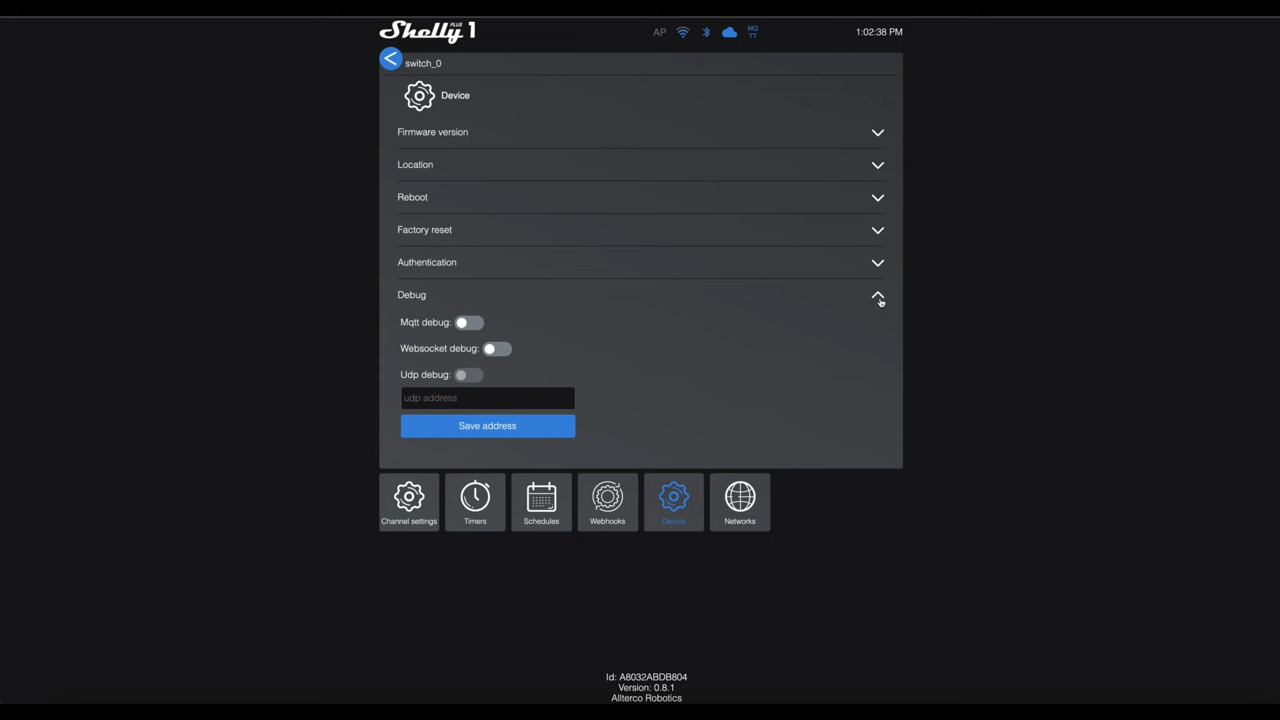 Shelly PLUS 1
AP
MQ
TT
1:02:38 PM
switch_0
Device
Firmware version
Location
Reboot
Factory reset
Authentication
Debug
Mqtt debug:
Websocket debug:
Udp debug:
udp address
Save address
Channel settings
Timers
Schedules
Webhooks
Device
Networks
Id: A8032ABDB804
Version: 0.8.1
Allterco Robotics